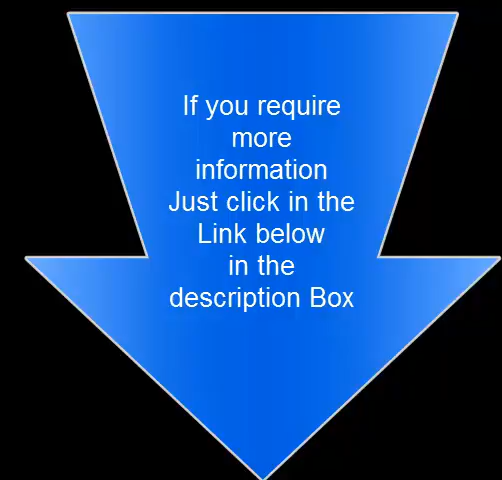 If you require
more
information
Just click in the
Link below
in the
description Box